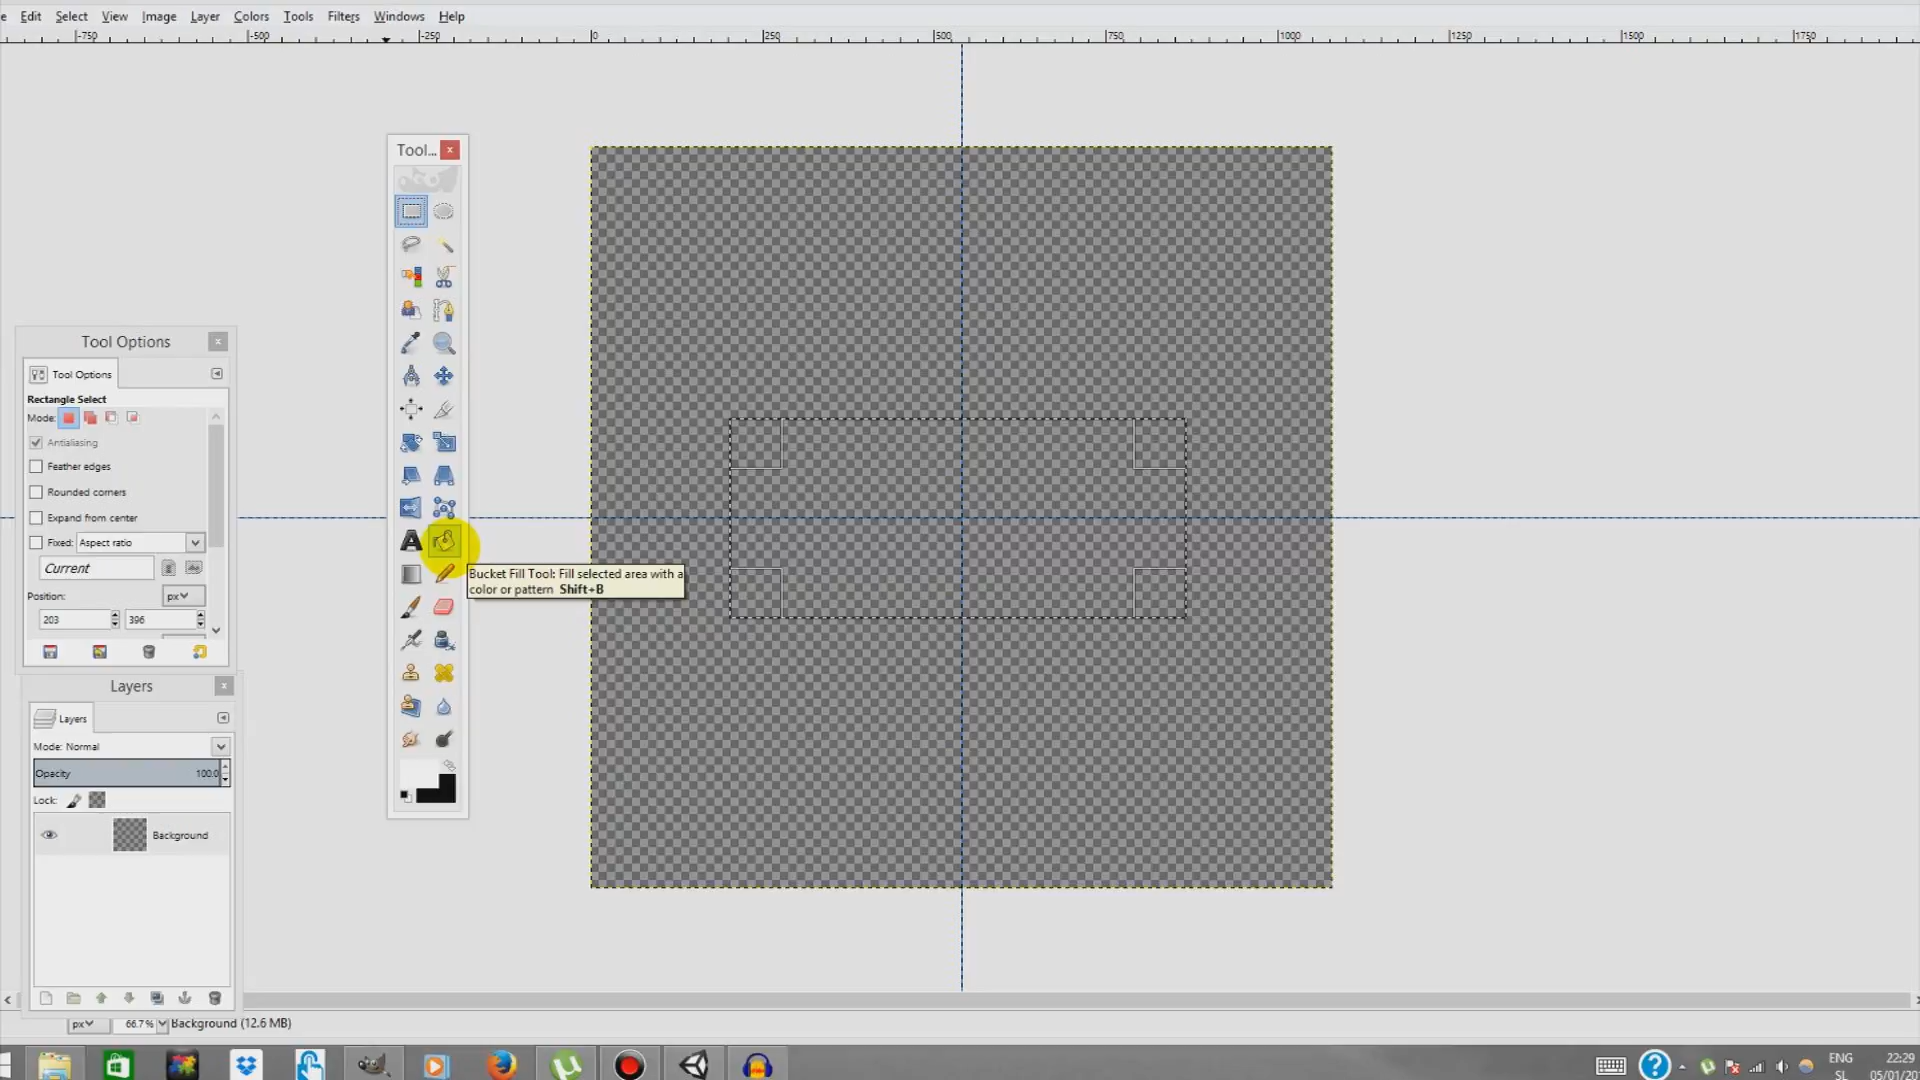 e Edit Select View Image Layer Colors Tools Filters Windows Help
-750 -500 -250 0 250 500 750 1000 1250 1500 1750
Tool...
Tool Options
Tool Options
Rectangle Select
Mode:
Antialiasing
Feather edges
Rounded corners
Expand from center
Fixed: Aspect ratio
Current
Position: px
203 396
A
Bucket Fill Tool: Fill selected area with a
color or pattern Shift+B
Layers
Layers
Mode: Normal
Opacity 100.0
Lock:
Background
px 66.7% Background (12.6 MB)
ENG 22:29
SL 05/01/20